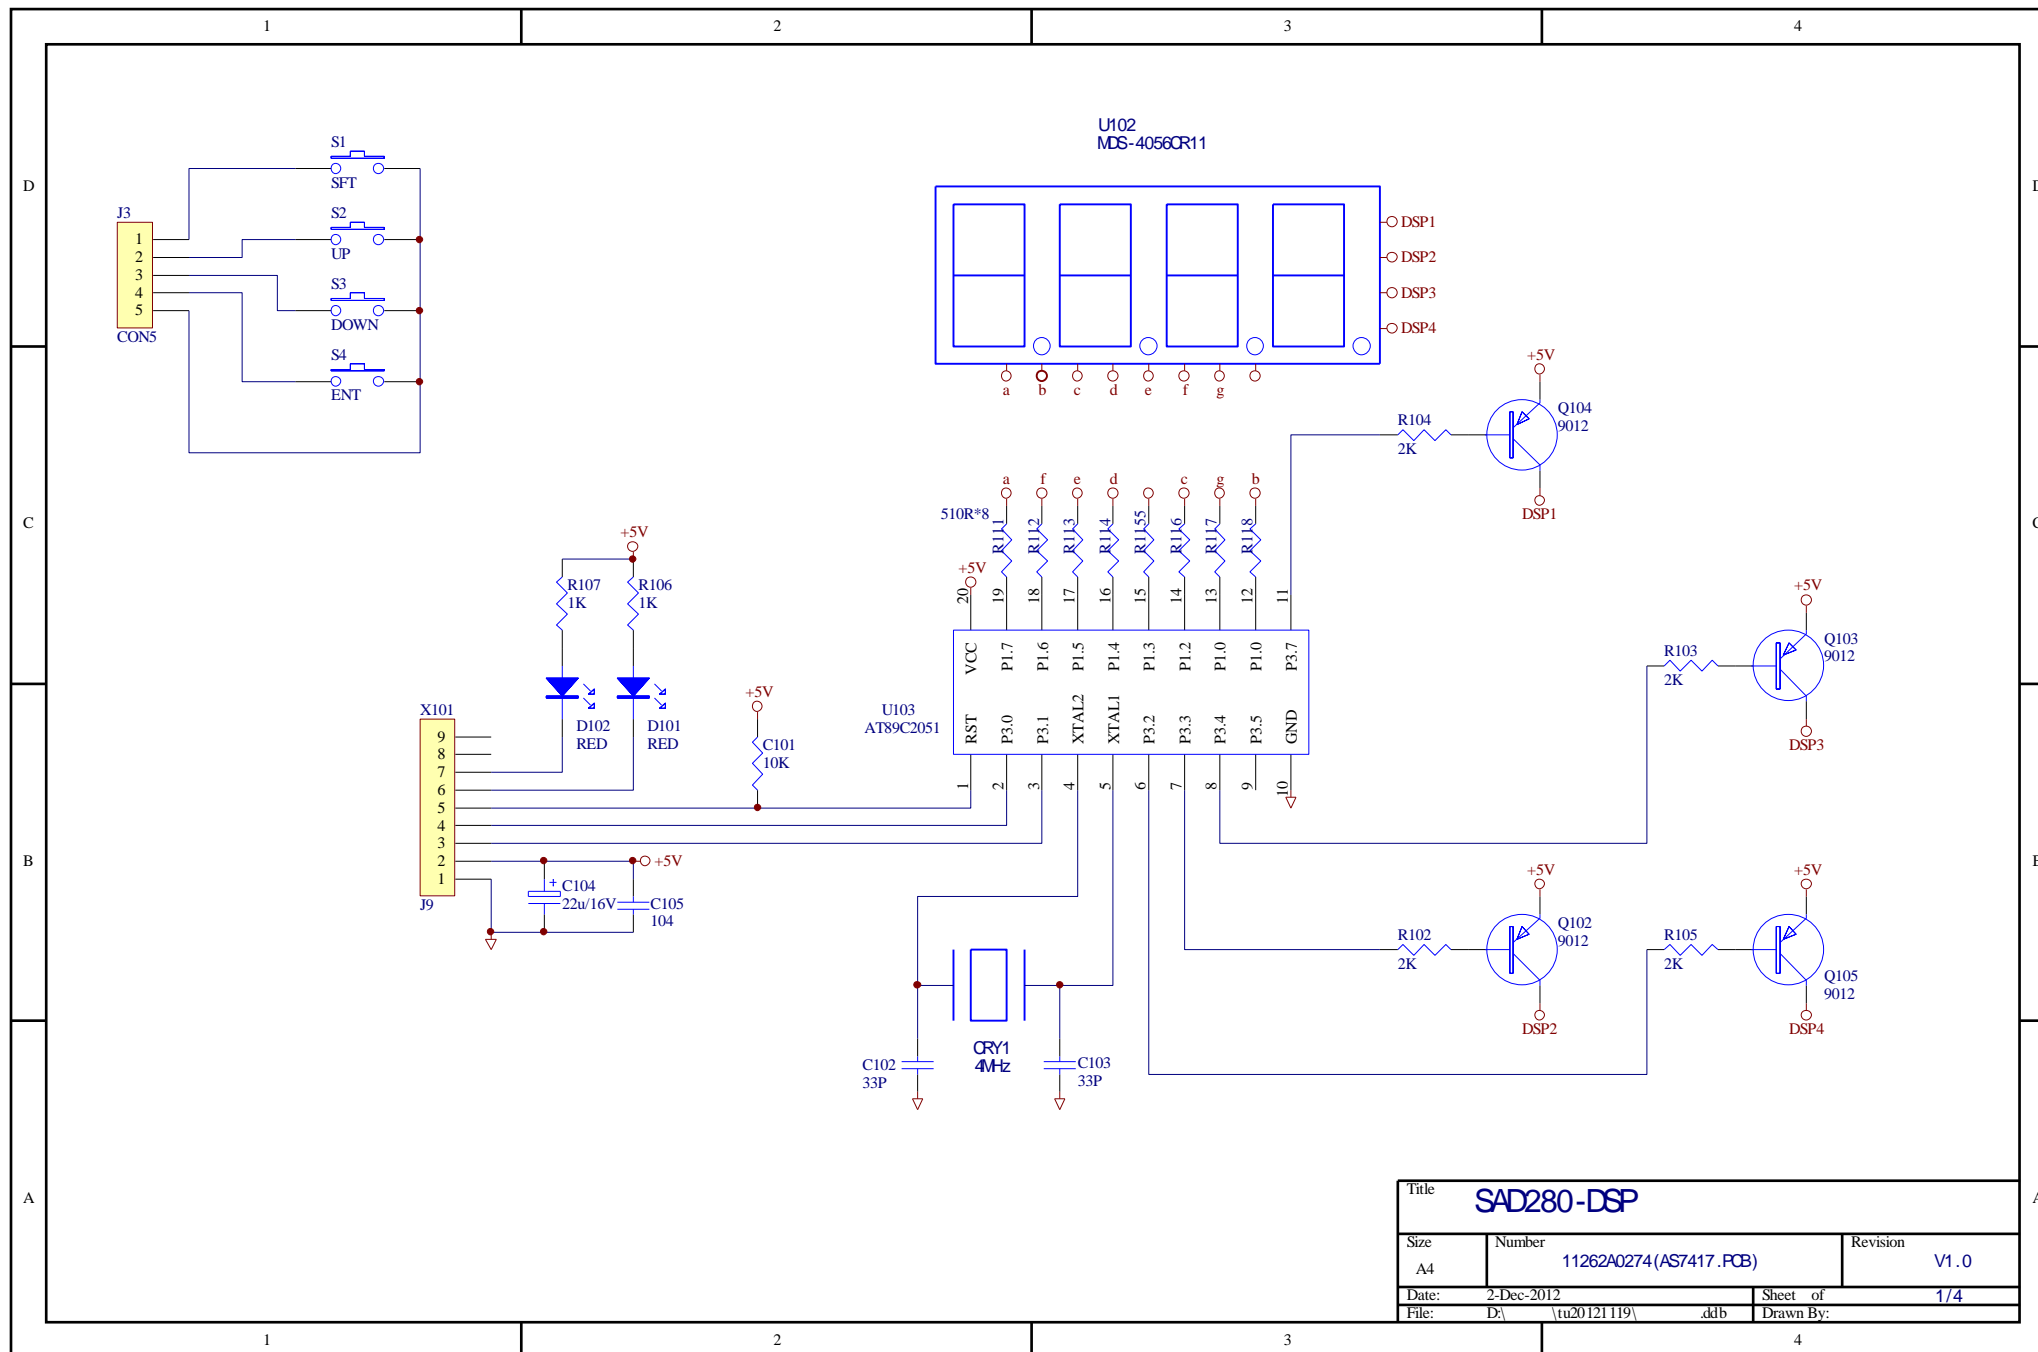 1 2 3 4
D
C
B
A
U102
MDS-4056CR11
DSP1
DSP2
DSP3
DSP4
a b c d e f g
S1
SFT
S2
UP
S3
DOWN
S4
ENT
J3
1
2
3
4
5
CON5
+5V
Q104
9012
R104
2K
DSP1
a f e d c g b
510R*8
R111 R112 R113 R114 R1155 R116 R117 R118
+5V
20 19 18 17 16 15 14 13 12 11
VCC P1.7 P1.6 P1.5 P1.4 P1.3 P1.2 P1.0 P1.0 P3.7
U103
AT89C2051
RST P3.0 P3.1 XTAL2 XTAL1 P3.2 P3.3 P3.4 P3.5 GND
1 2 3 4 5 6 7 8 9 10
+5V
R107
1K
R106
1K
D102
RED
D101
RED
+5V
C101
10K
X101
9
8
7
6
5
4
3
2
1
J9
+5V
+ C104
22u/16V
C105
104
+5V
Q103
9012
R103
2K
DSP3
+5V
Q102
9012
R102
2K
DSP2
+5V
R105
2K
Q105
9012
DSP4
C102
33P
CRY1
4MHz
C103
33P
Title SAD280-DSP
Size Number Revision
A4 11262A0274(AS7417.PCB) V1.0
Date: 2-Dec-2012 Sheet of 1/4
File: D:\ \tu20121119\ .ddb Drawn By:
1 2 3 4